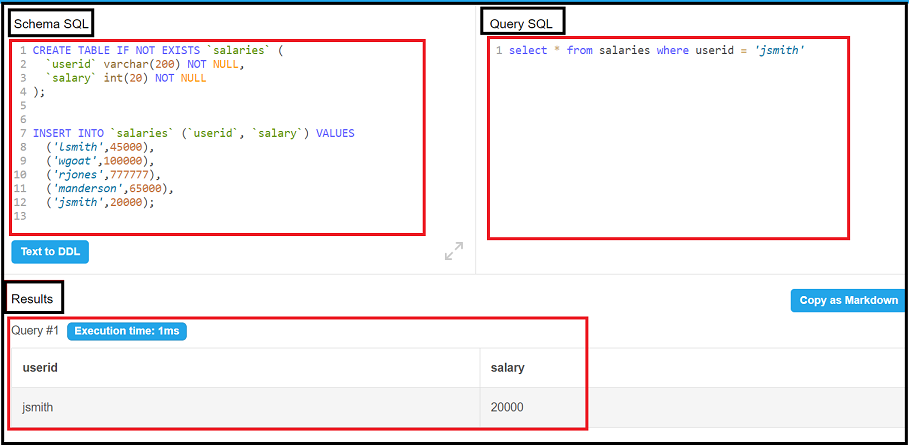 Schema SQL
1 CREATE TABLE IF NOT EXISTS `salaries` (
2 `userid` varchar(200) NOT NULL,
3 `salary` int(20) NOT NULL
4 );
5
6
7 INSERT INTO `salaries` (`userid`, `salary`) VALUES
8 ('lsmith',45000),
9 ('wgoat',100000),
10 ('rjones',777777),
11 ('manderson',65000),
12 ('jsmith',20000);
13
Text to DDL
Query SQL
1 select * from salaries where userid = 'jsmith'
Results
Copy as Markdown
Query #1 Execution time: 1ms
userid salary
jsmith 20000